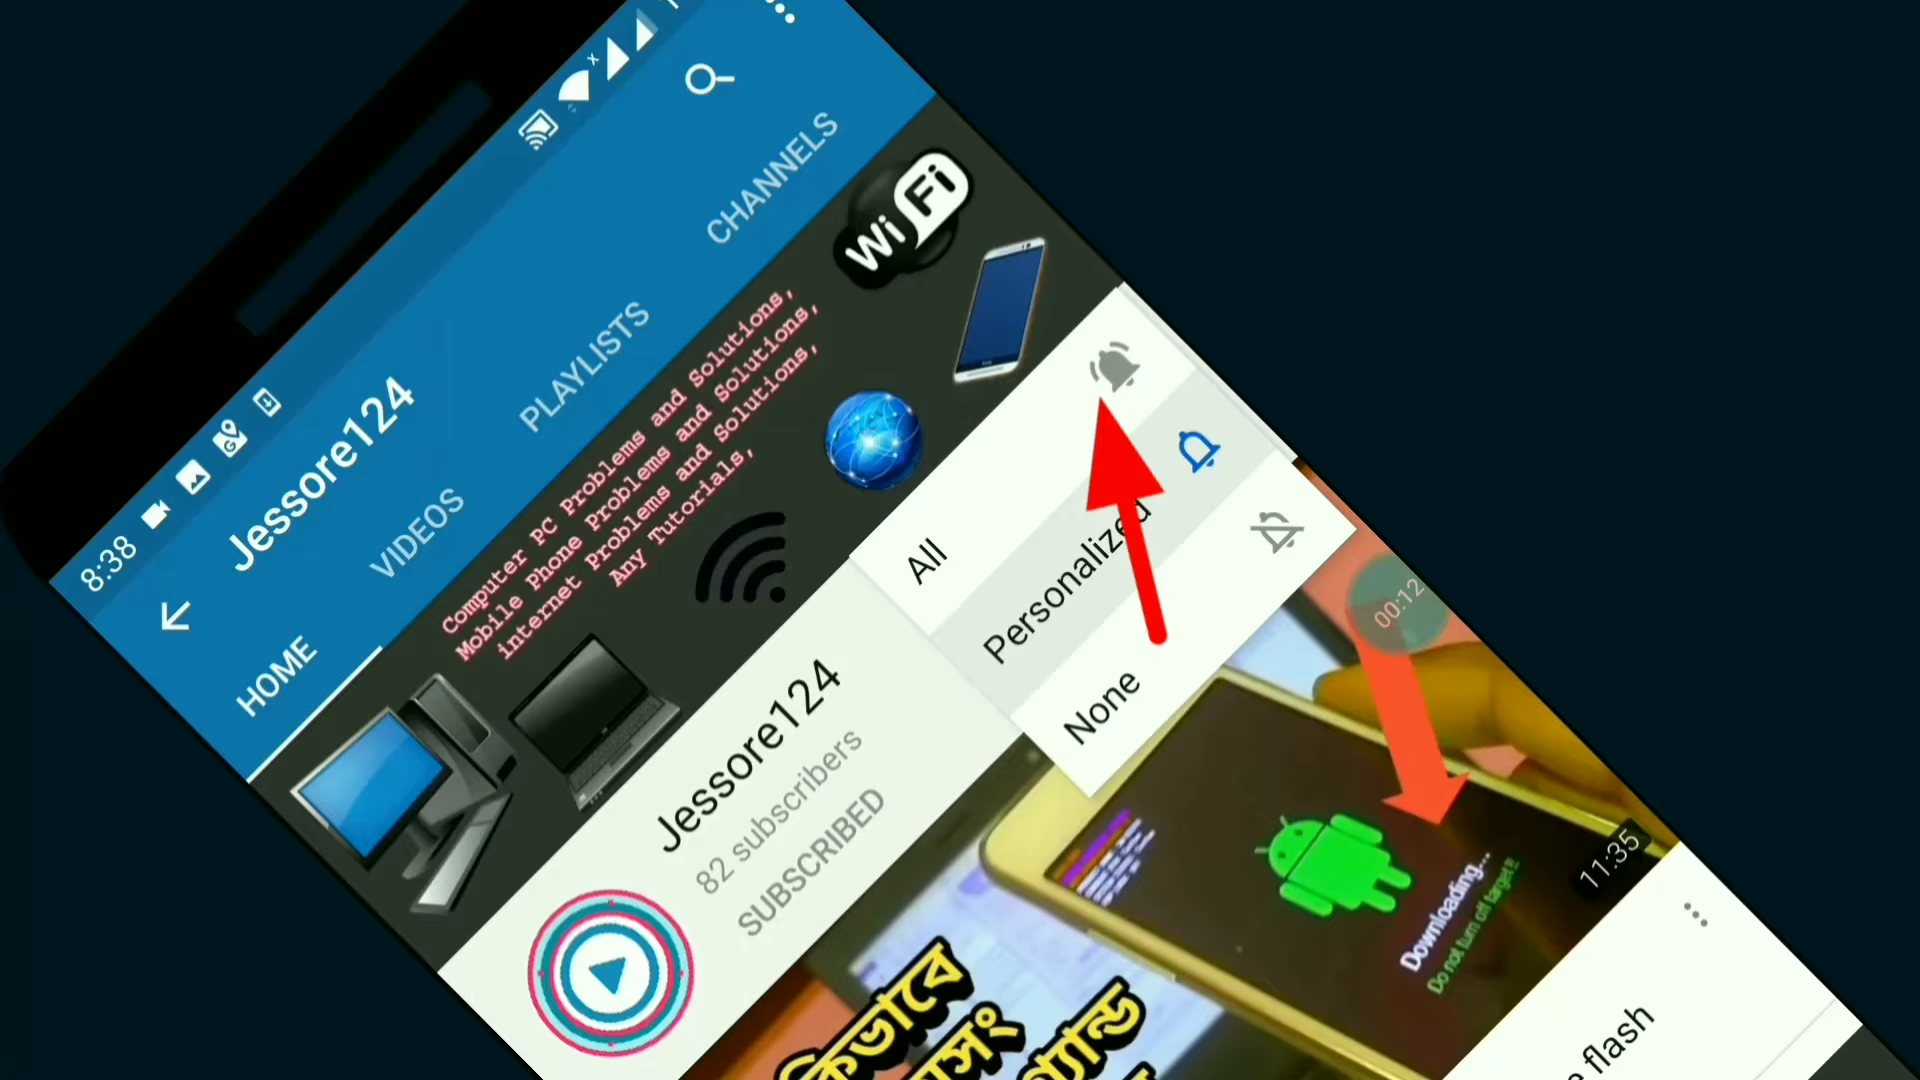 8:38
Jessore124
HOME
VIDEOS
PLAYLISTS
CHANNELS
Computer PC Problems and Solutions,
Mobile Phone Problems and Solutions,
internet Problems and Solutions,
Any Tutorials,
Wi Fi
All
Personalized
None
Jessore124
82 subscribers
SUBSCRIBED
00:12
Downloading...
Do not turn off target!!
11:35
কিভাবে
flash